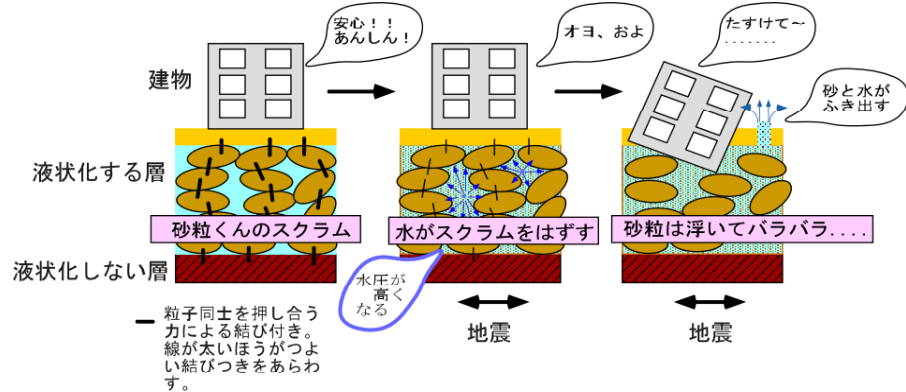 安心！！
あんしん！
オヨ、およ
たすけて～
.......
砂と水が
ふき出す
建物
液状化する層
砂粒くんのスクラム
水がスクラムをはずす
砂粒は浮いてバラバラ....
液状化しない層
水圧が
高く
なる
地震
地震
粒子同士を押し合う
力による結び付き。
線が太いほうがつよ
い結びつきをあらわ
す。